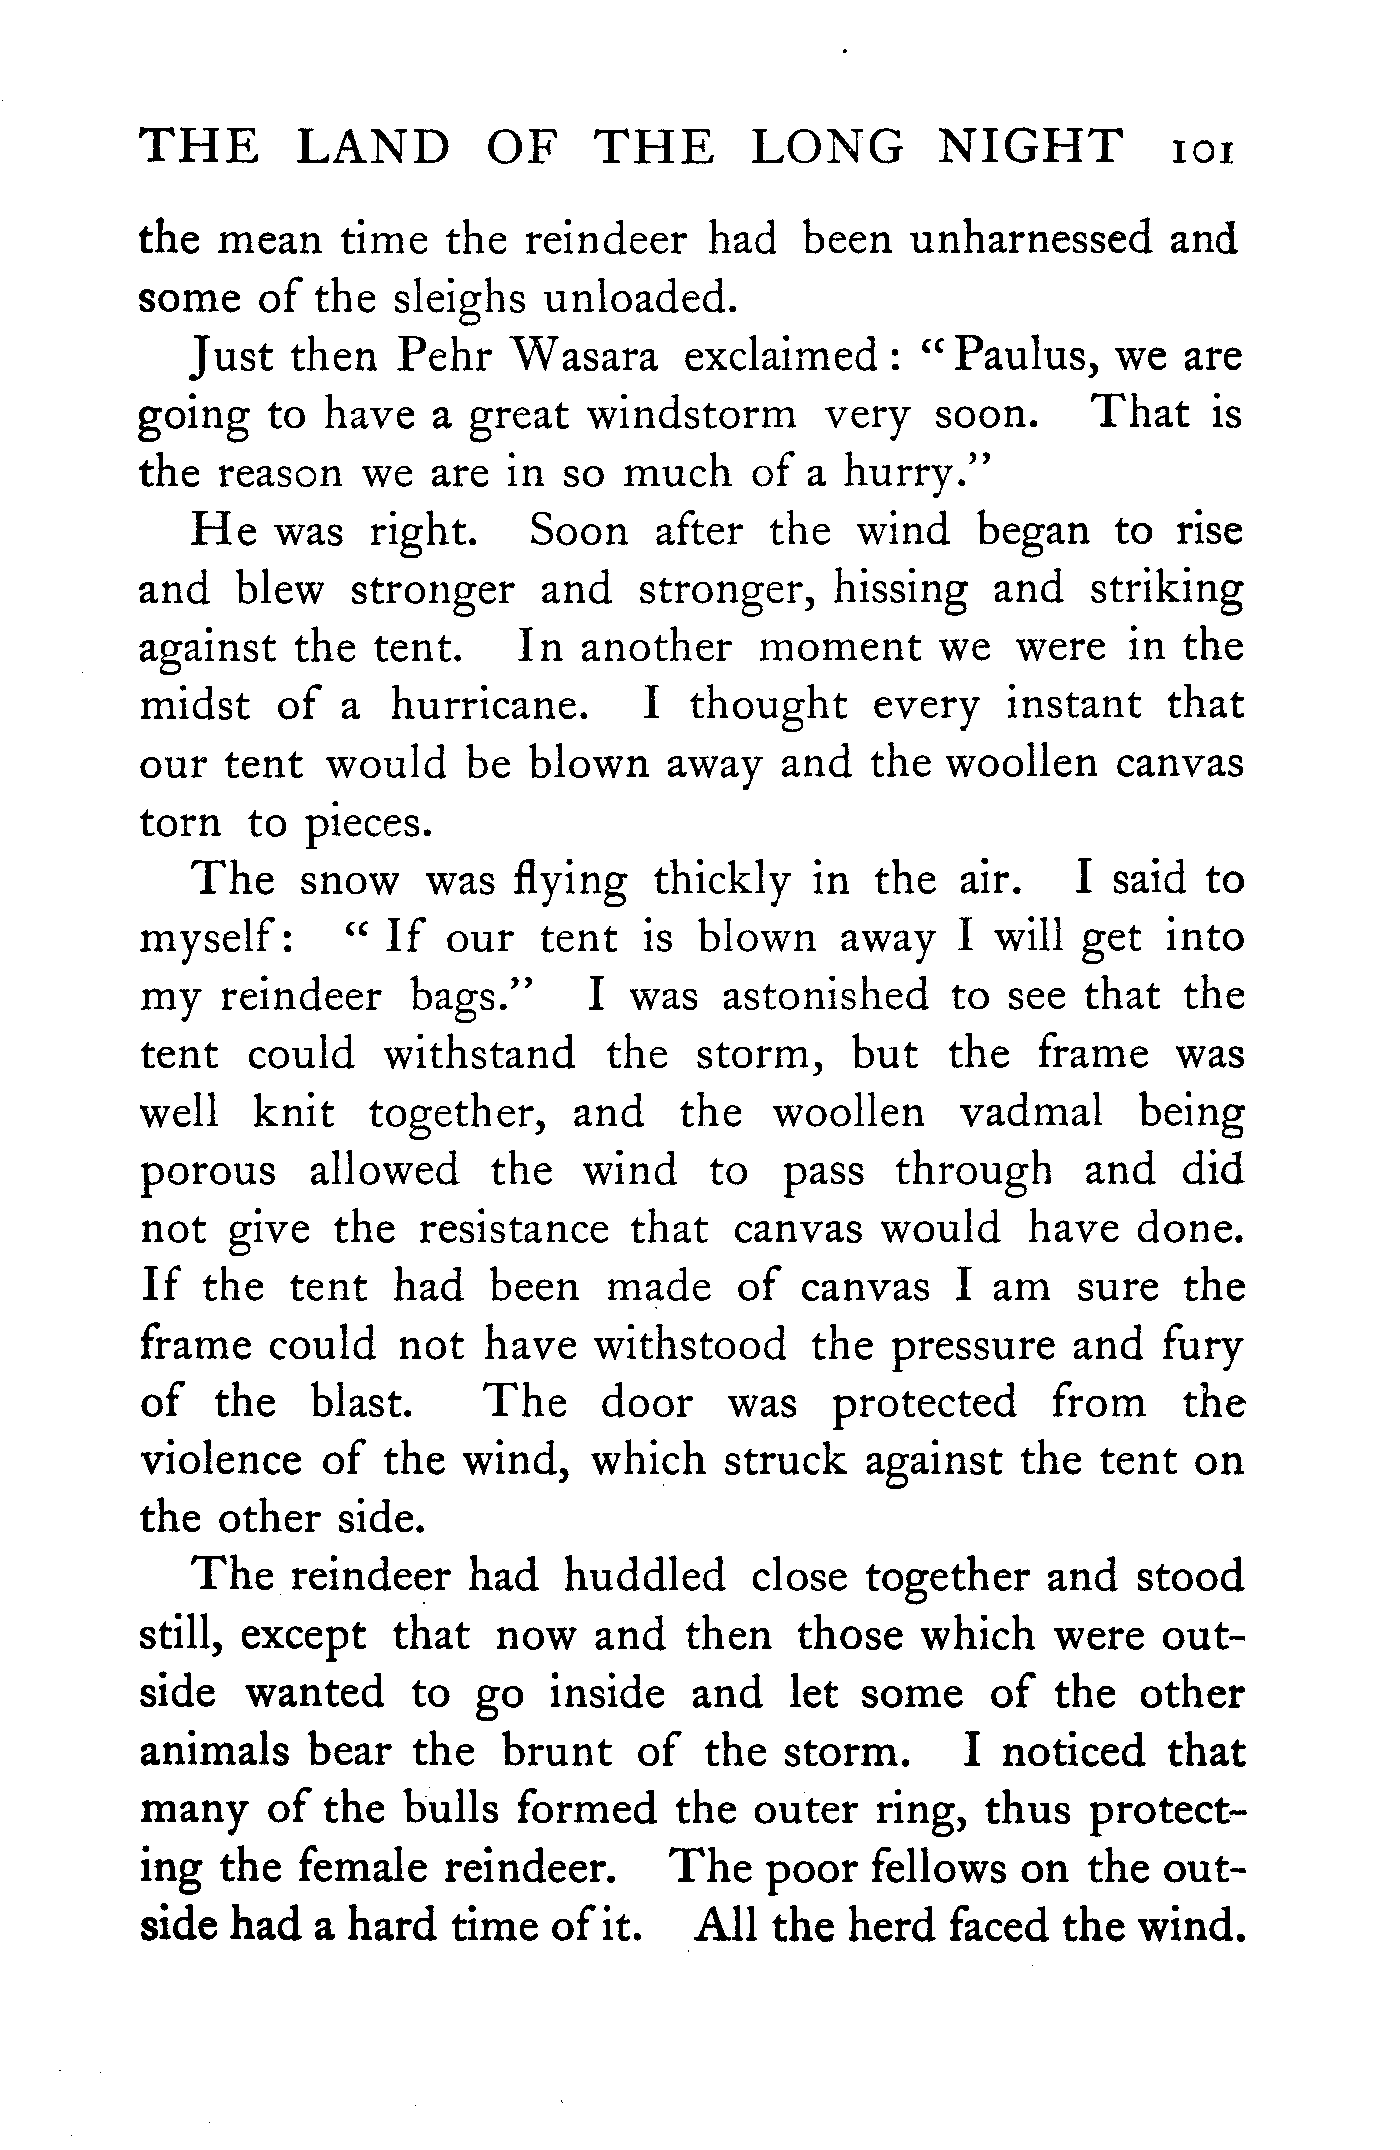 THE LAND OF THE LONG NIGHT 101
the mean time the reindeer had been unharnessed and
some of the sleighs unloaded.
Just then Pehr Wasara exclaimed : “ Paulus, we are
going to have a great windstorm very soon. That is
the reason we are in so much of a hurry.”
He was right. Soon after the wind began to rise
and blew stronger and stronger, hissing and striking
against the tent. In another moment we were in the
midst of a hurricane. I thought every instant that
our tent would be blown away and the woollen canvas
torn to pieces.
The snow was flying thickly in the air. I said to
myself : “ If our tent is blown away I will get into
my reindeer bags.” I was astonished to see that the
tent could withstand the storm, but the frame was
well knit together, and the woollen vadmal being
porous allowed the wind to pass through and did
not give the resistance that canvas would have done.
If the tent had been made of canvas I am sure the
frame could not have withstood the pressure and fury
of the blast. The door was protected from the
violence of the wind, which struck against the tent on
the other side.
The reindeer had huddled close together and stood
still, except that now and then those which were out-
side wanted to go inside and let some of the other
animals bear the brunt of the storm. I noticed that
many of the bulls formed the outer ring, thus protect-
ing the female reindeer. The poor fellows on the out-
side had a hard time of it. All the herd faced the wind.